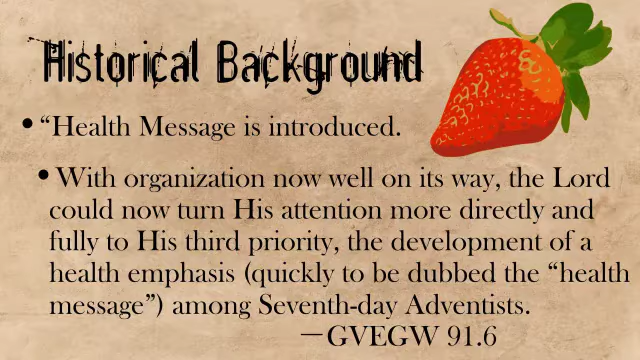 Historical Background
• “Health Message is introduced.
• With organization now well on its way, the Lord
could now turn His attention more directly and
fully to His third priority, the development of a
health emphasis (quickly to be dubbed the “health
message”) among Seventh-day Adventists.
—GVEGW 91.6